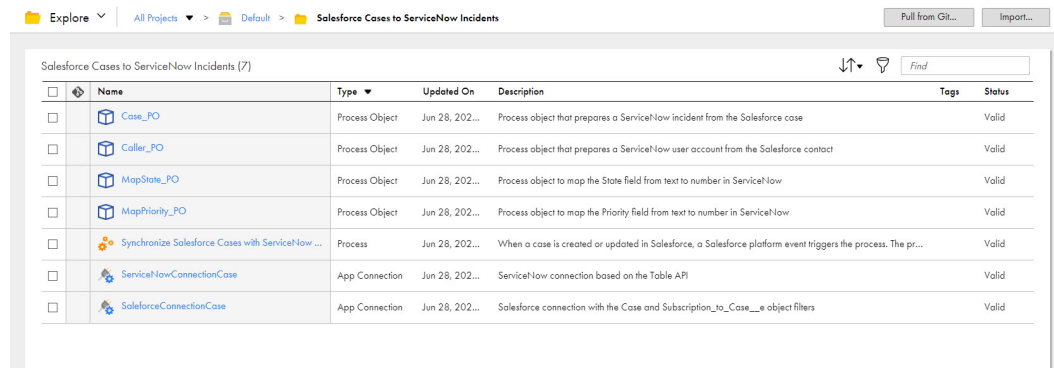 Explore All Projects > Default > Salesforce Cases to ServiceNow Incidents Pull from Git... Import...
Salesforce Cases to ServiceNow Incidents (7) Find
Name Type Updated On Description Tags Status
Case_PO Process Object Jun 28, 202... Process object that prepares a ServiceNow incident from the Salesforce case Valid
Caller_PO Process Object Jun 28, 202... Process object that prepares a ServiceNow user account from the Salesforce contact Valid
MapState_PO Process Object Jun 28, 202... Process object to map the State field from text to number in ServiceNow Valid
MapPriority_PO Process Object Jun 28, 202... Process object to map the Priority field from text to number in ServiceNow Valid
Synchronize Salesforce Cases with ServiceNow ... Process Jun 28, 202... When a case is created or updated in Salesforce, a Salesforce platform event triggers the process. The pr... Valid
ServiceNowConnectionCase App Connection Jun 28, 202... ServiceNow connection based on the Table API Valid
SaleforceConnectionCase App Connection Jun 28, 202... Salesforce connection with the Case and Subscription_to_Case__e object filters Valid